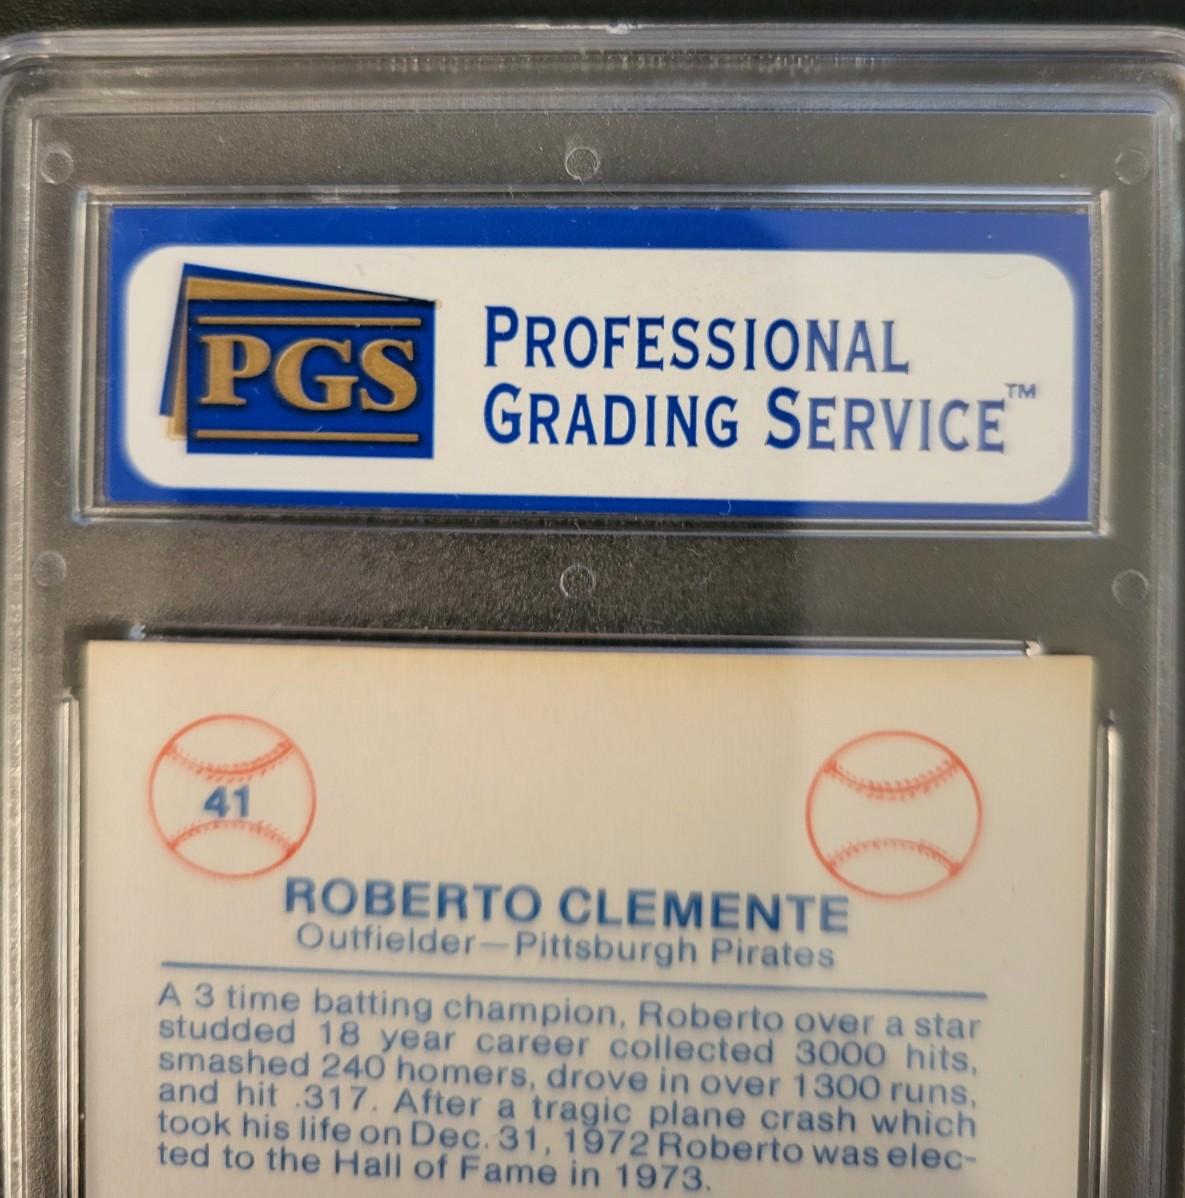 PGS
PROFESSIONAL
GRADING SERVICE™
41
ROBERTO CLEMENTE
Outfielder—Pittsburgh Pirates
A 3 time batting champion, Roberto over a star
studded 18 year career collected 3000 hits,
smashed 240 homers, drove in over 1300 runs,
and hit .317. After a tragic plane crash which
took his life on Dec. 31, 1972 Roberto was elec-
ted to the Hall of Fame in 1973.